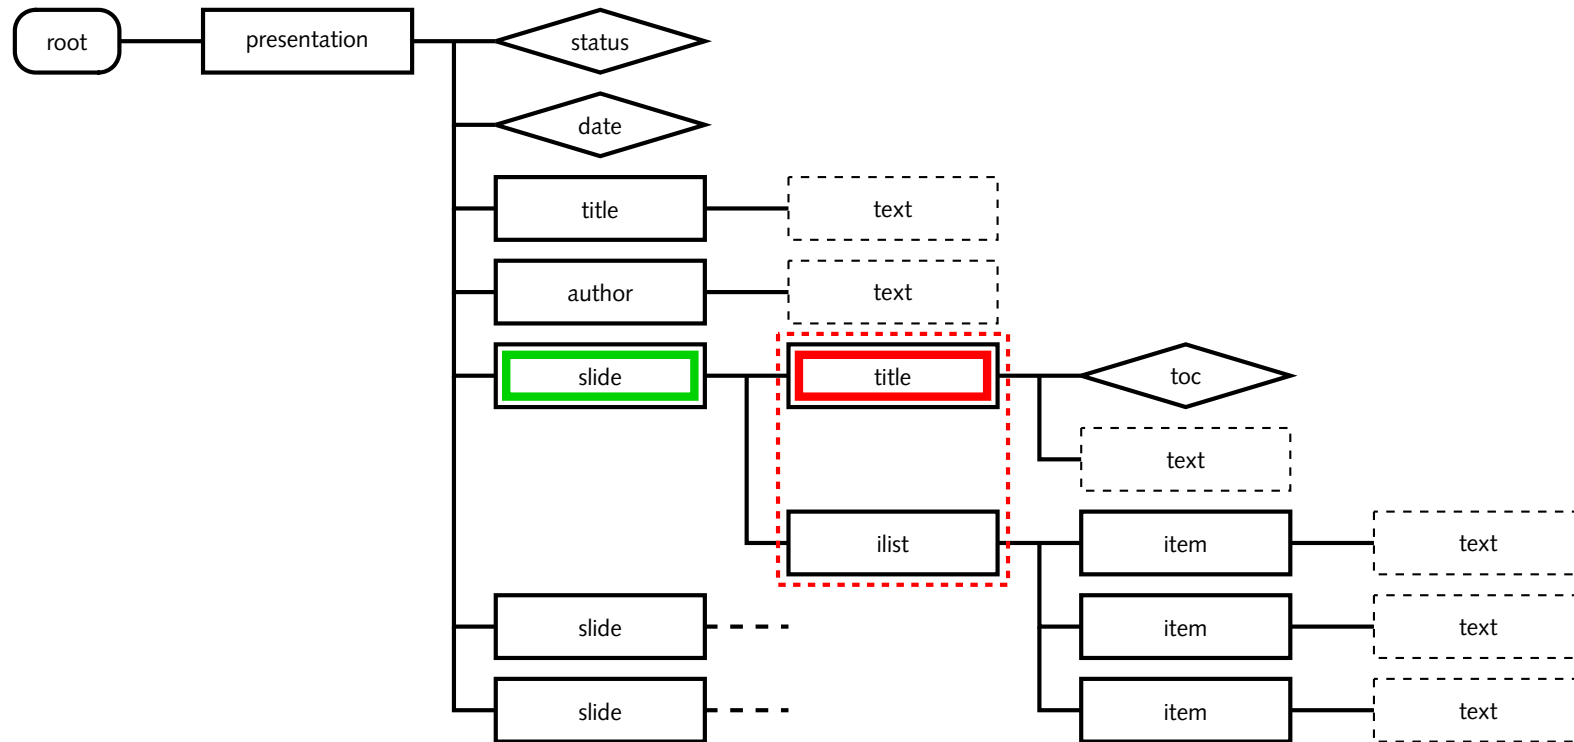 root
presentation
status
date
title
text
author
text
slide
title
toc
text
ilist
item
text
slide
item
text
slide
item
text